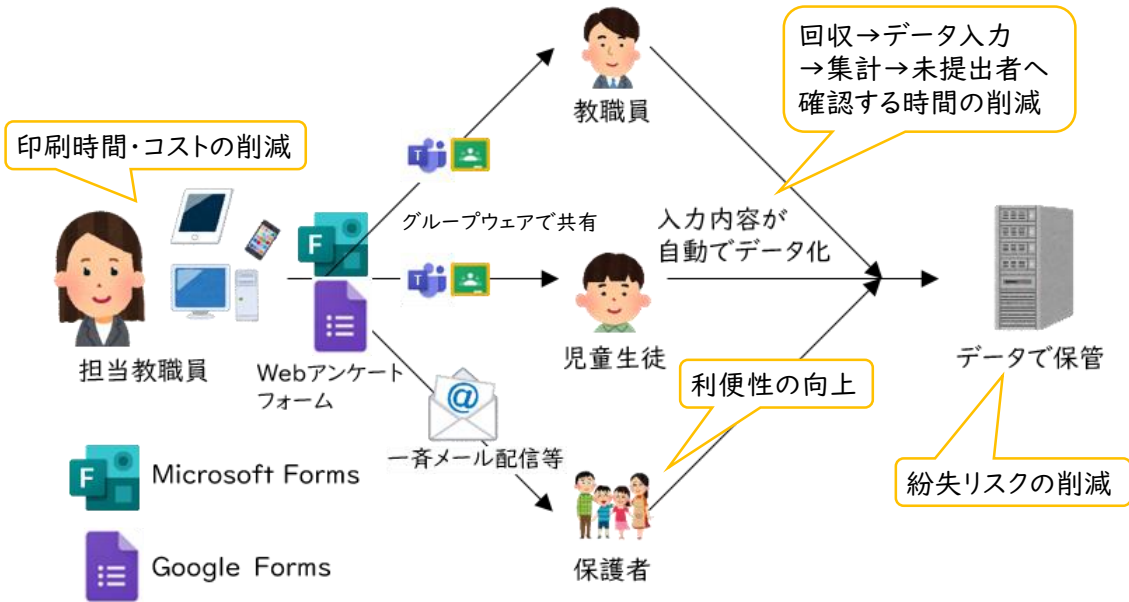 回収→データ入力
→集計→未提出者へ
確認する時間の削減
教職員
印刷時間・コストの削減
T
F
グループウェアで共有
入力内容が
自動でデータ化
T
担当教職員
Webアンケート
フォーム
児童生徒
データで保管
利便性の向上
@
一斉メール配信等
F Microsoft Forms
紛失リスクの削減
Google Forms
保護者